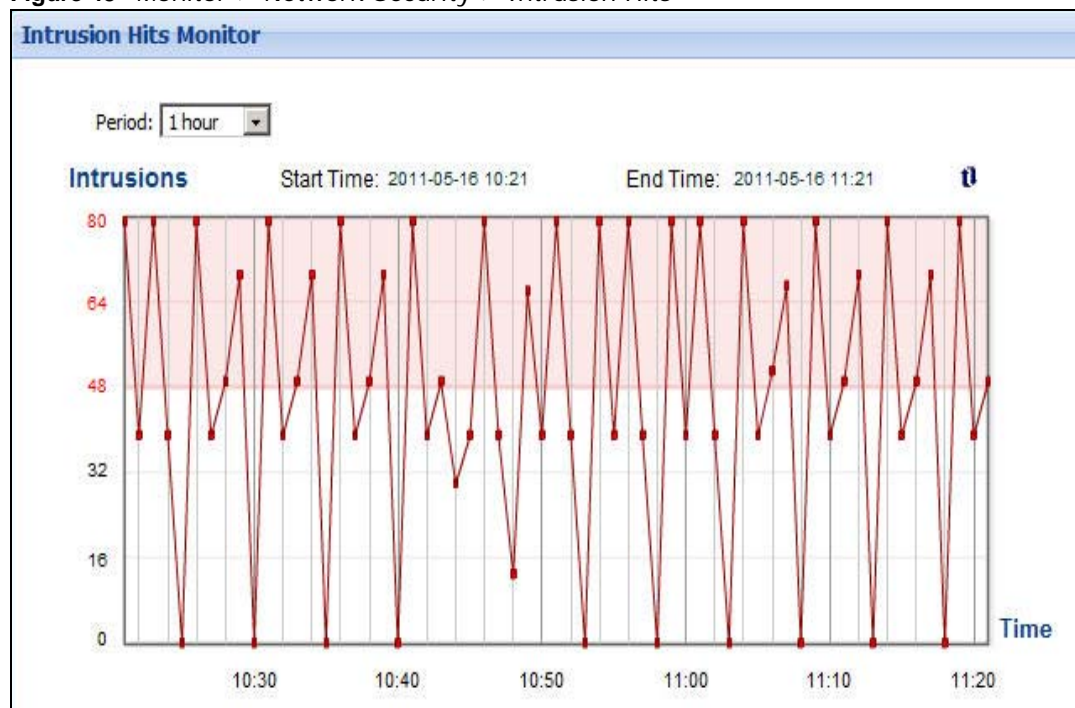 Intrusion Hits Monitor
Period: 1 hour
Intrusions Start Time: 2011-05-16 10:21 End Time: 2011-05-16 11:21
80
64
48
32
16
0
Time
10:30 10:40 10:50 11:00 11:10 11:20